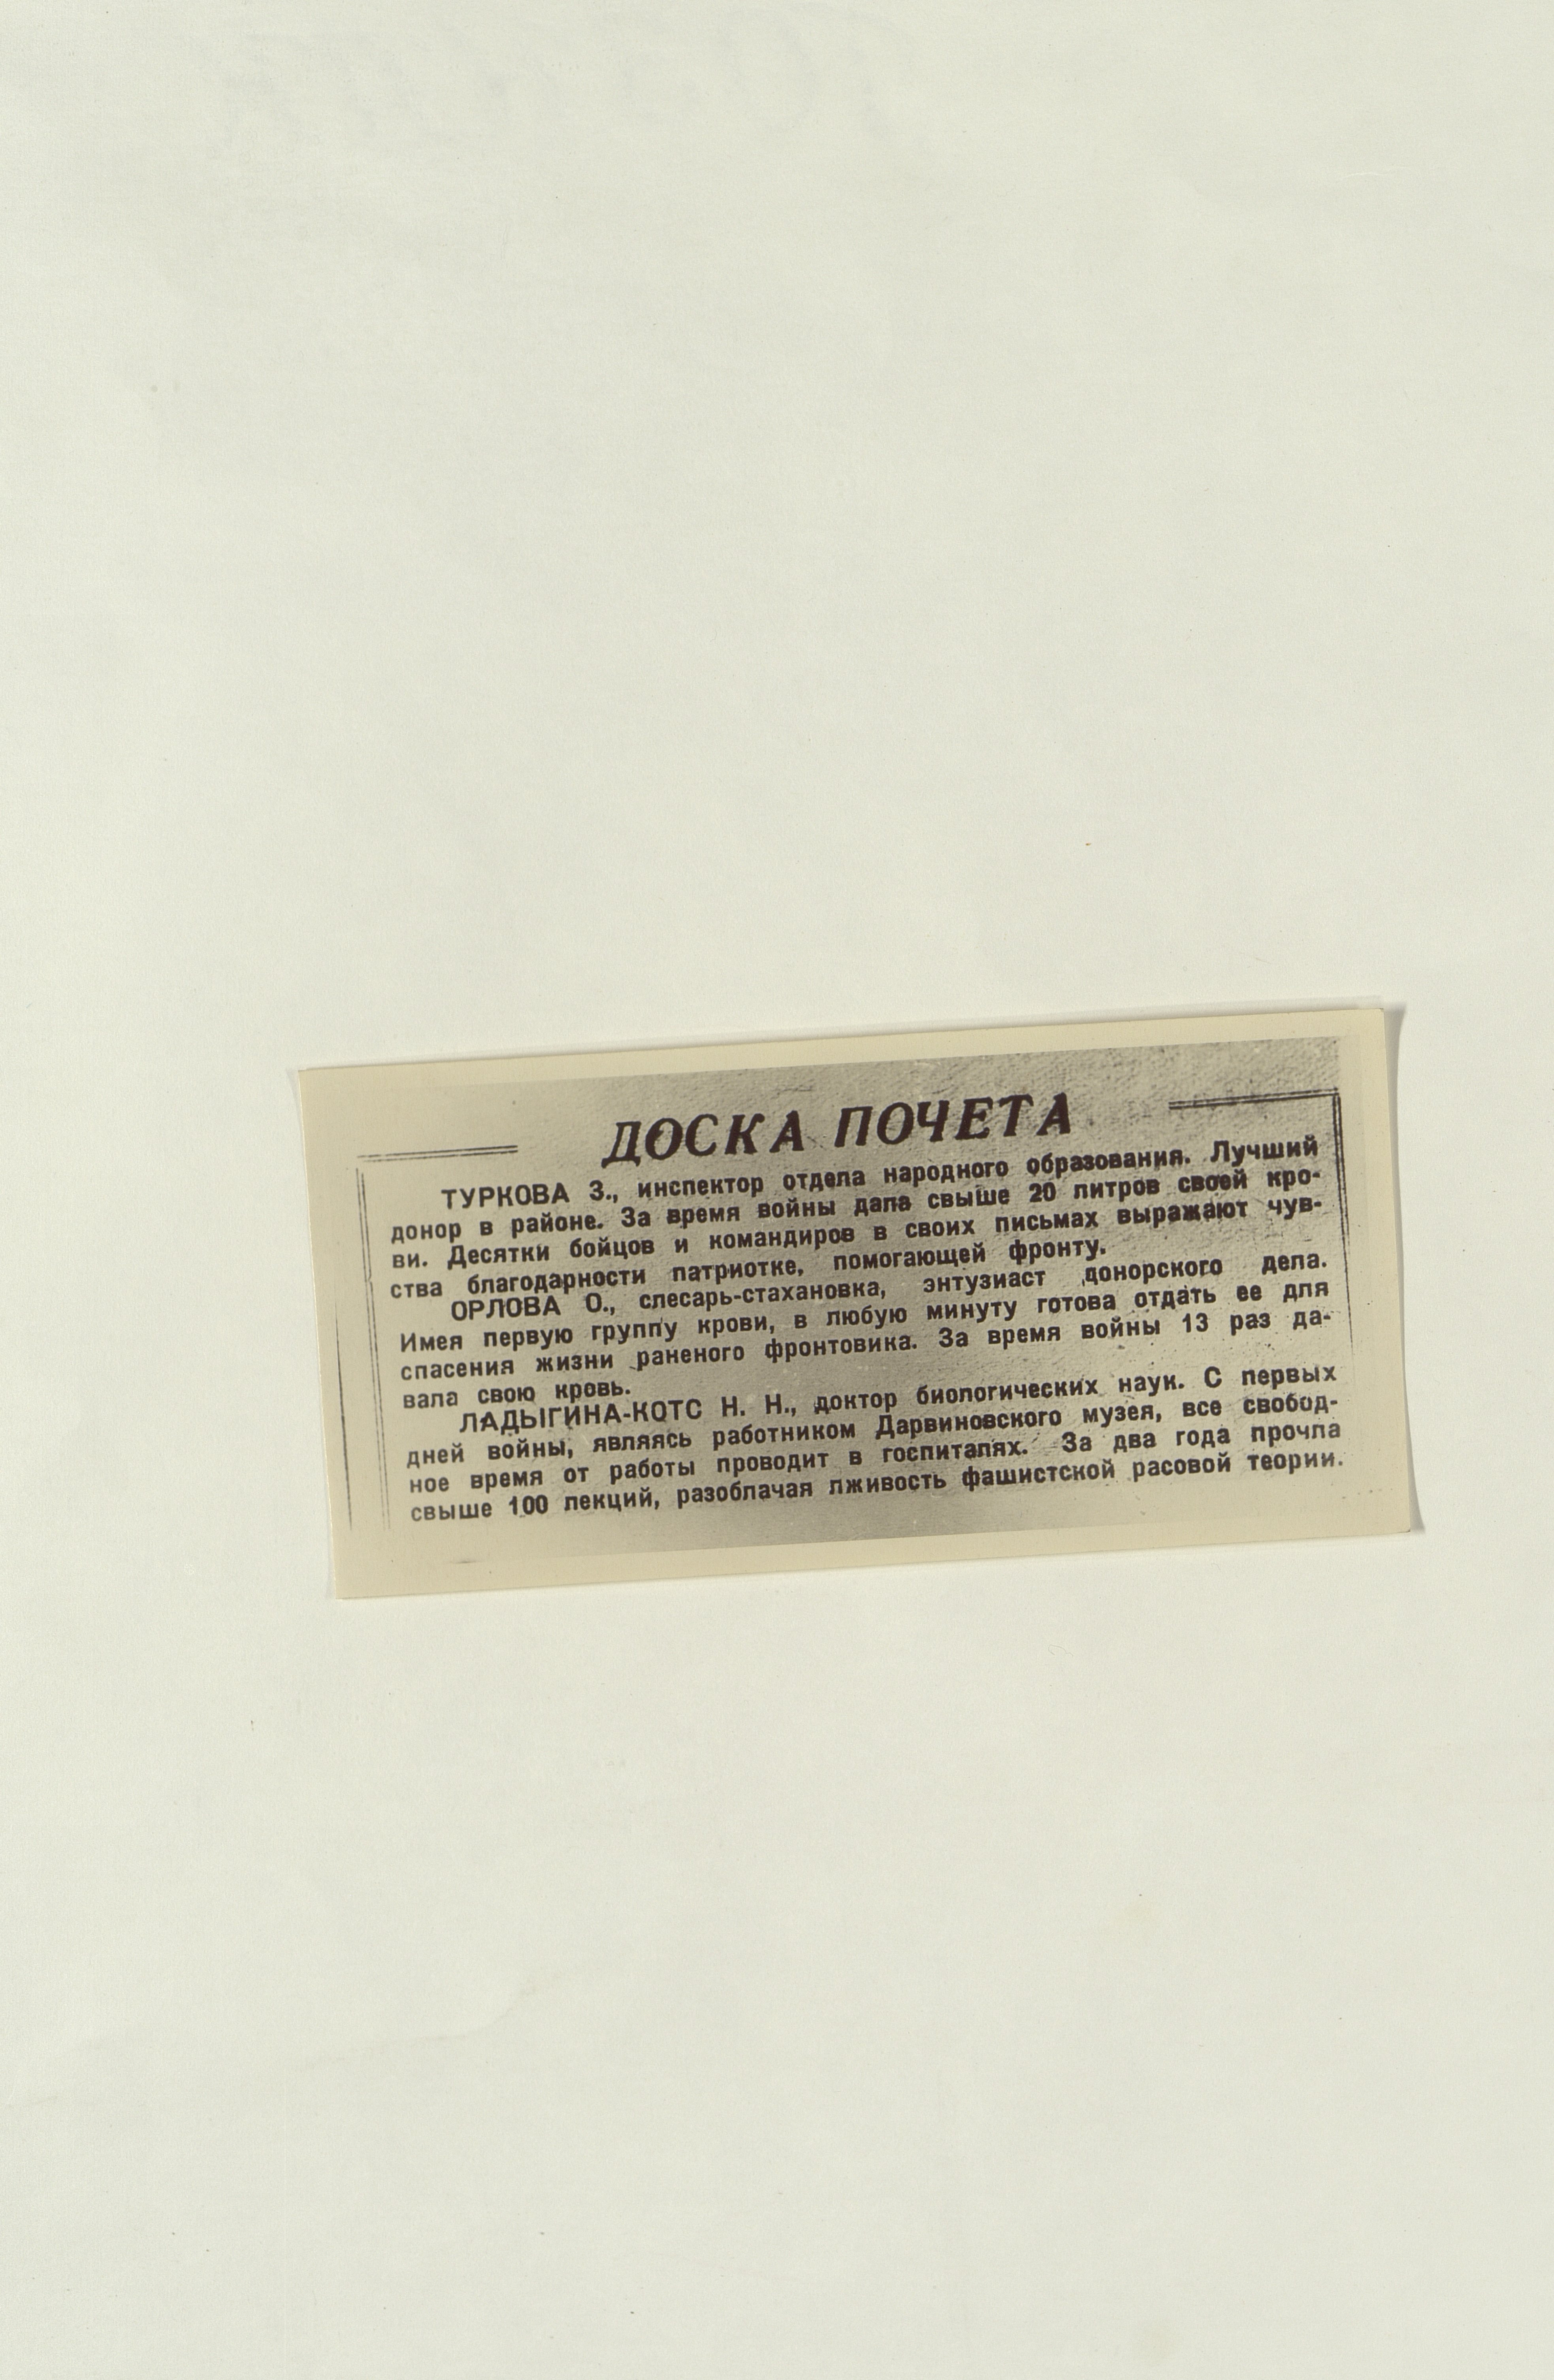 ДОСКА ПОЧЕТА
ТУРКОВА З., инспектор отдела народного образования. Лучший
донор в районе. За время войны дала свыше 20 литров своей кро-
ви. Десятки бойцов и командиров в своих письмах выражают чув-
ства благодарности патриотке, помогающей фронту.
ОРЛОВА О., слесарь-стахановка, энтузиаст донорского дела.
Имея первую группу крови, в любую минуту готова отдать ее для
спасения жизни раненого фронтовика. За время войны 13 раз да-
вала свою кровь.
ЛАДЫГИНА-КОТС Н. Н., доктор биологических наук. С первых
дней войны, являясь работником Дарвиновского музея, все свобод-
ное время от работы проводит в госпиталях. За два года прочла
свыше 100 лекций, разоблачая лживость фашистской расовой теории.